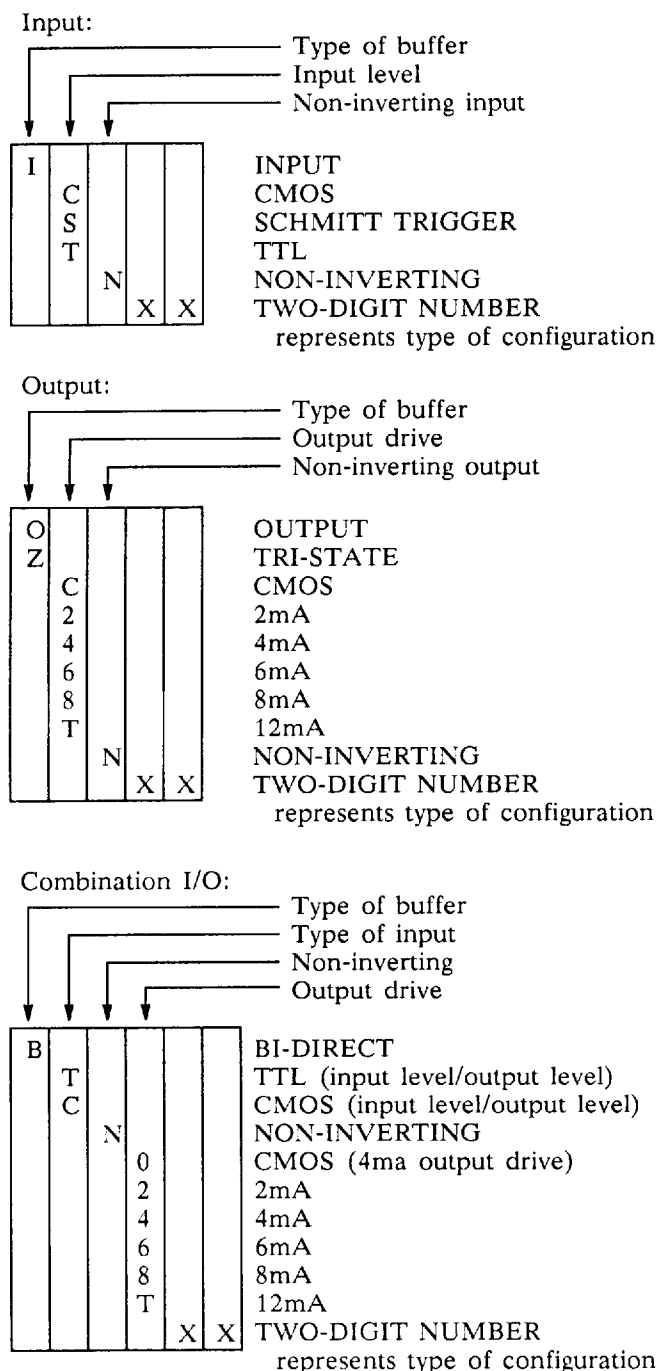 Input:
Type of buffer
Input level
Non-inverting input
I INPUT
C CMOS
S SCHMITT TRIGGER
T TTL
N NON-INVERTING
X X TWO-DIGIT NUMBER
represents type of configuration
Output:
Type of buffer
Output drive
Non-inverting output
O OUTPUT
Z TRI-STATE
C CMOS
2 2mA
4 4mA
6 6mA
8 8mA
T 12mA
N NON-INVERTING
X X TWO-DIGIT NUMBER
represents type of configuration
Combination I/O:
Type of buffer
Type of input
Non-inverting
Output drive
B BI-DIRECT
T TTL (input level/output level)
C CMOS (input level/output level)
N NON-INVERTING
0 CMOS (4ma output drive)
2 2mA
4 4mA
6 6mA
8 8mA
T 12mA
X X TWO-DIGIT NUMBER
represents type of configuration